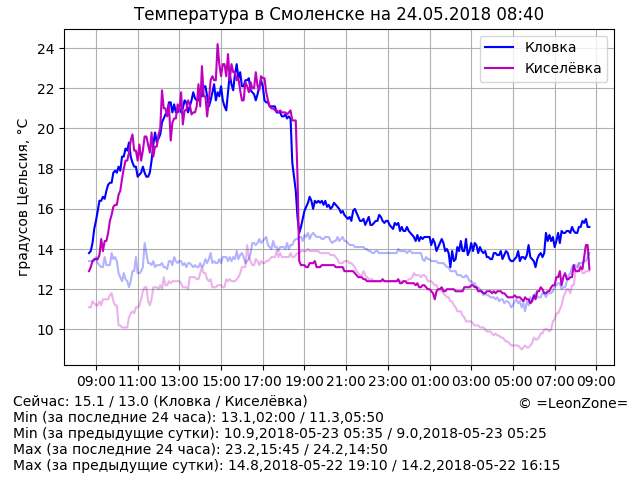 Температура в Смоленске на 24.05.2018 08:40
Кловка
Киселёвка
градусов Цельсия, °C
24
22
20
18
16
14
12
10
09:00 11:00 13:00 15:00 17:00 19:00 21:00 23:00 01:00 03:00 05:00 07:00 09:00
Сейчас: 15.1 / 13.0 (Кловка / Киселёвка)
© =LeonZone=
Min (за последние 24 часа): 13.1,02:00 / 11.3,05:50
Min (за предыдущие сутки): 10.9,2018-05-23 05:35 / 9.0,2018-05-23 05:25
Max (за последние 24 часа): 23.2,15:45 / 24.2,14:50
Max (за предыдущие сутки): 14.8,2018-05-22 19:10 / 14.2,2018-05-22 16:15